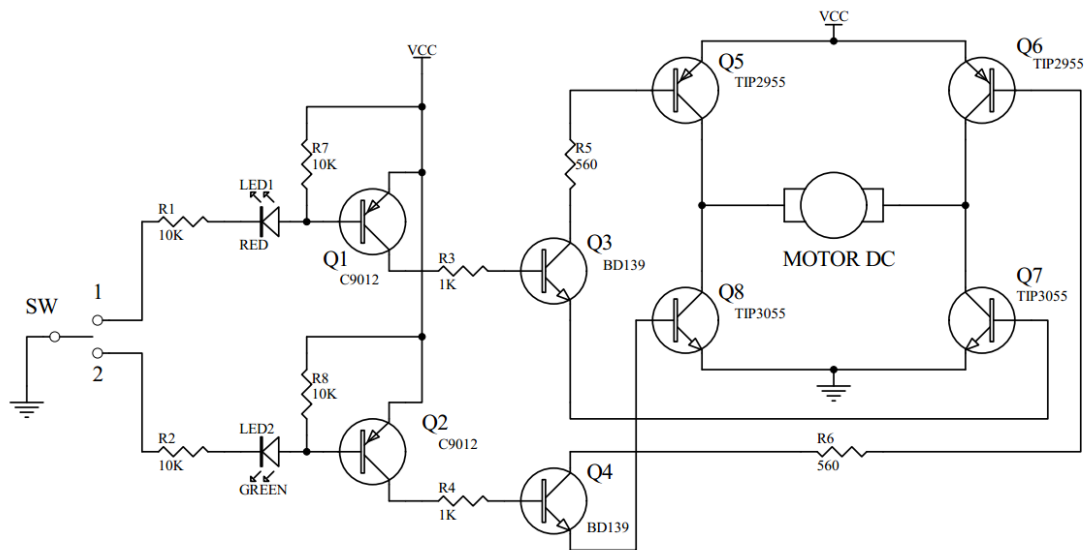 VCC
VCC
Q5
TIP2955
Q6
TIP2955
R7
10K
R5
560
LED1
R1
10K
RED
Q1
C9012
R3
1K
Q3
BD139
MOTOR DC
Q8
TIP3055
Q7
TIP3055
SW
1
2
R8
10K
LED2
R2
10K
GREEN
Q2
C9012
R4
1K
Q4
BD139
R6
560